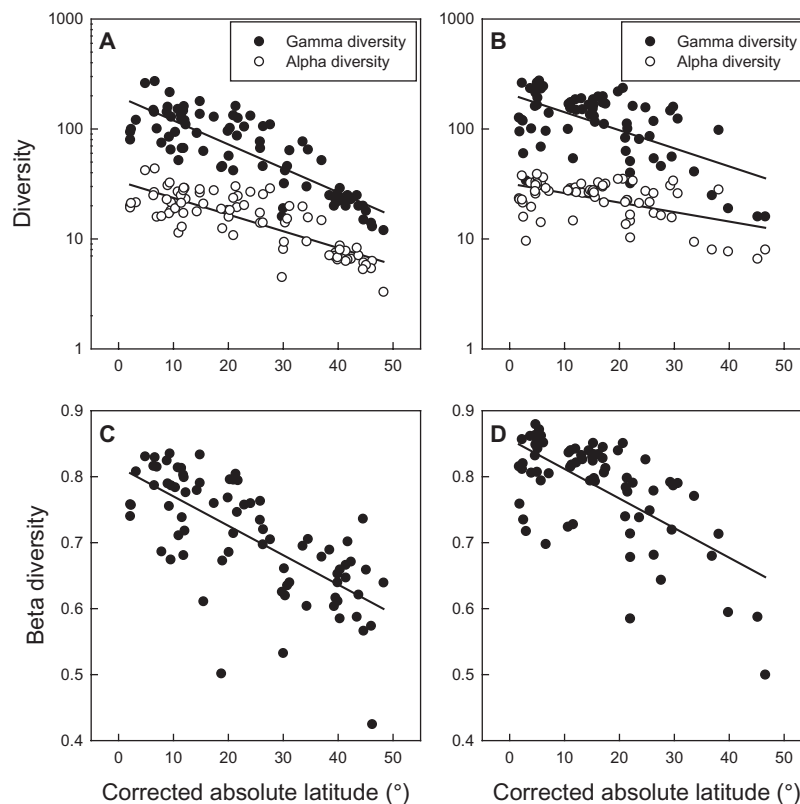 A
Gamma diversity
Alpha diversity
B
Gamma diversity
Alpha diversity
Diversity
1000
100
10
1
0 10 20 30 40 50
1000
100
10
1
0 10 20 30 40 50
C
D
Beta diversity
0.9
0.8
0.7
0.6
0.5
0.4
0 10 20 30 40 50
0.9
0.8
0.7
0.6
0.5
0.4
0 10 20 30 40 50
Corrected absolute latitude (°)
Corrected absolute latitude (°)